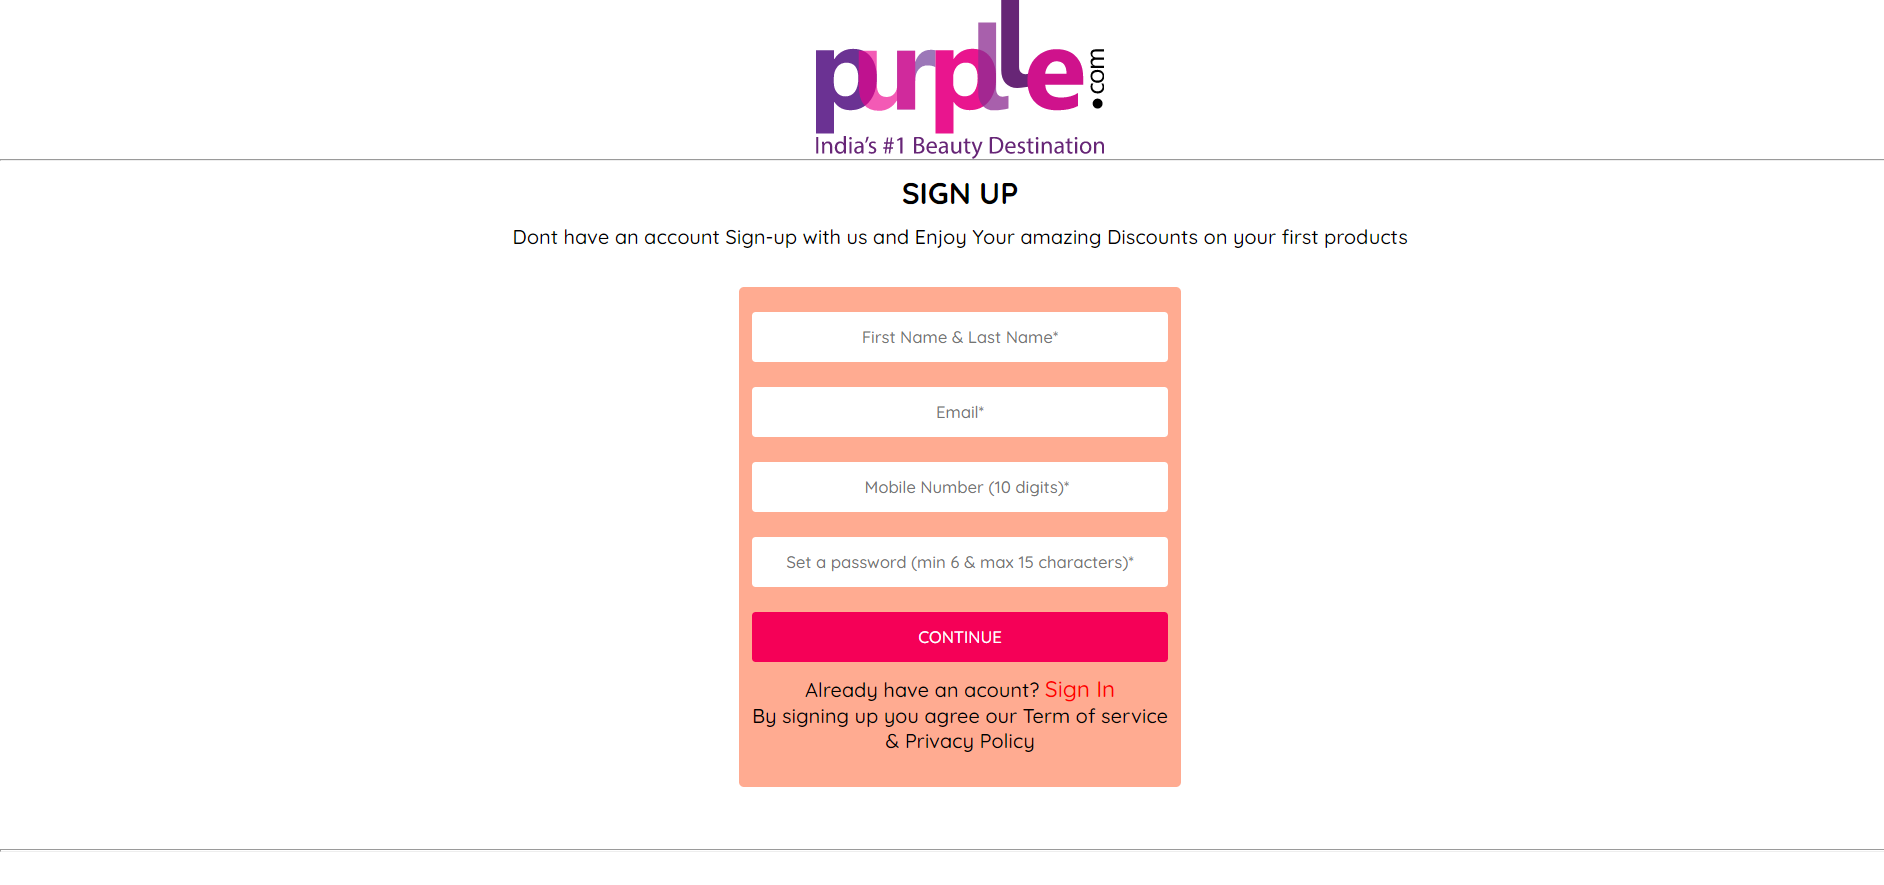 purplle.com
India's #1 Beauty Destination
SIGN UP
Dont have an account Sign-up with us and Enjoy Your amazing Discounts on your first products
First Name & Last Name*
Email*
Mobile Number (10 digits)*
Set a password (min 6 & max 15 characters)*
CONTINUE
Already have an acount? Sign In
By signing up you agree our Term of service
& Privacy Policy